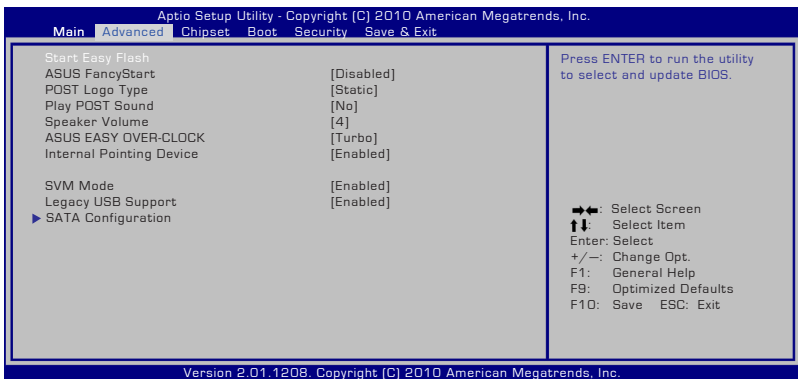 Aptio Setup Utility - Copyright (C) 2010 American Megatrends, Inc.
Main Advanced Chipset Boot Security Save & Exit
Start Easy Flash
ASUS FancyStart [Disabled]
POST Logo Type [Static]
Play POST Sound [No]
Speaker Volume [4]
ASUS EASY OVER-CLOCK [Turbo]
Internal Pointing Device [Enabled]
SVM Mode [Enabled]
Legacy USB Support [Enabled]
SATA Configuration
Press ENTER to run the utility
to select and update BIOS.
→←: Select Screen
↑↓: Select Item
Enter: Select
+/—: Change Opt.
F1: General Help
F9: Optimized Defaults
F10: Save ESC: Exit
Version 2.01.1208. Copyright (C) 2010 American Megatrends, Inc.